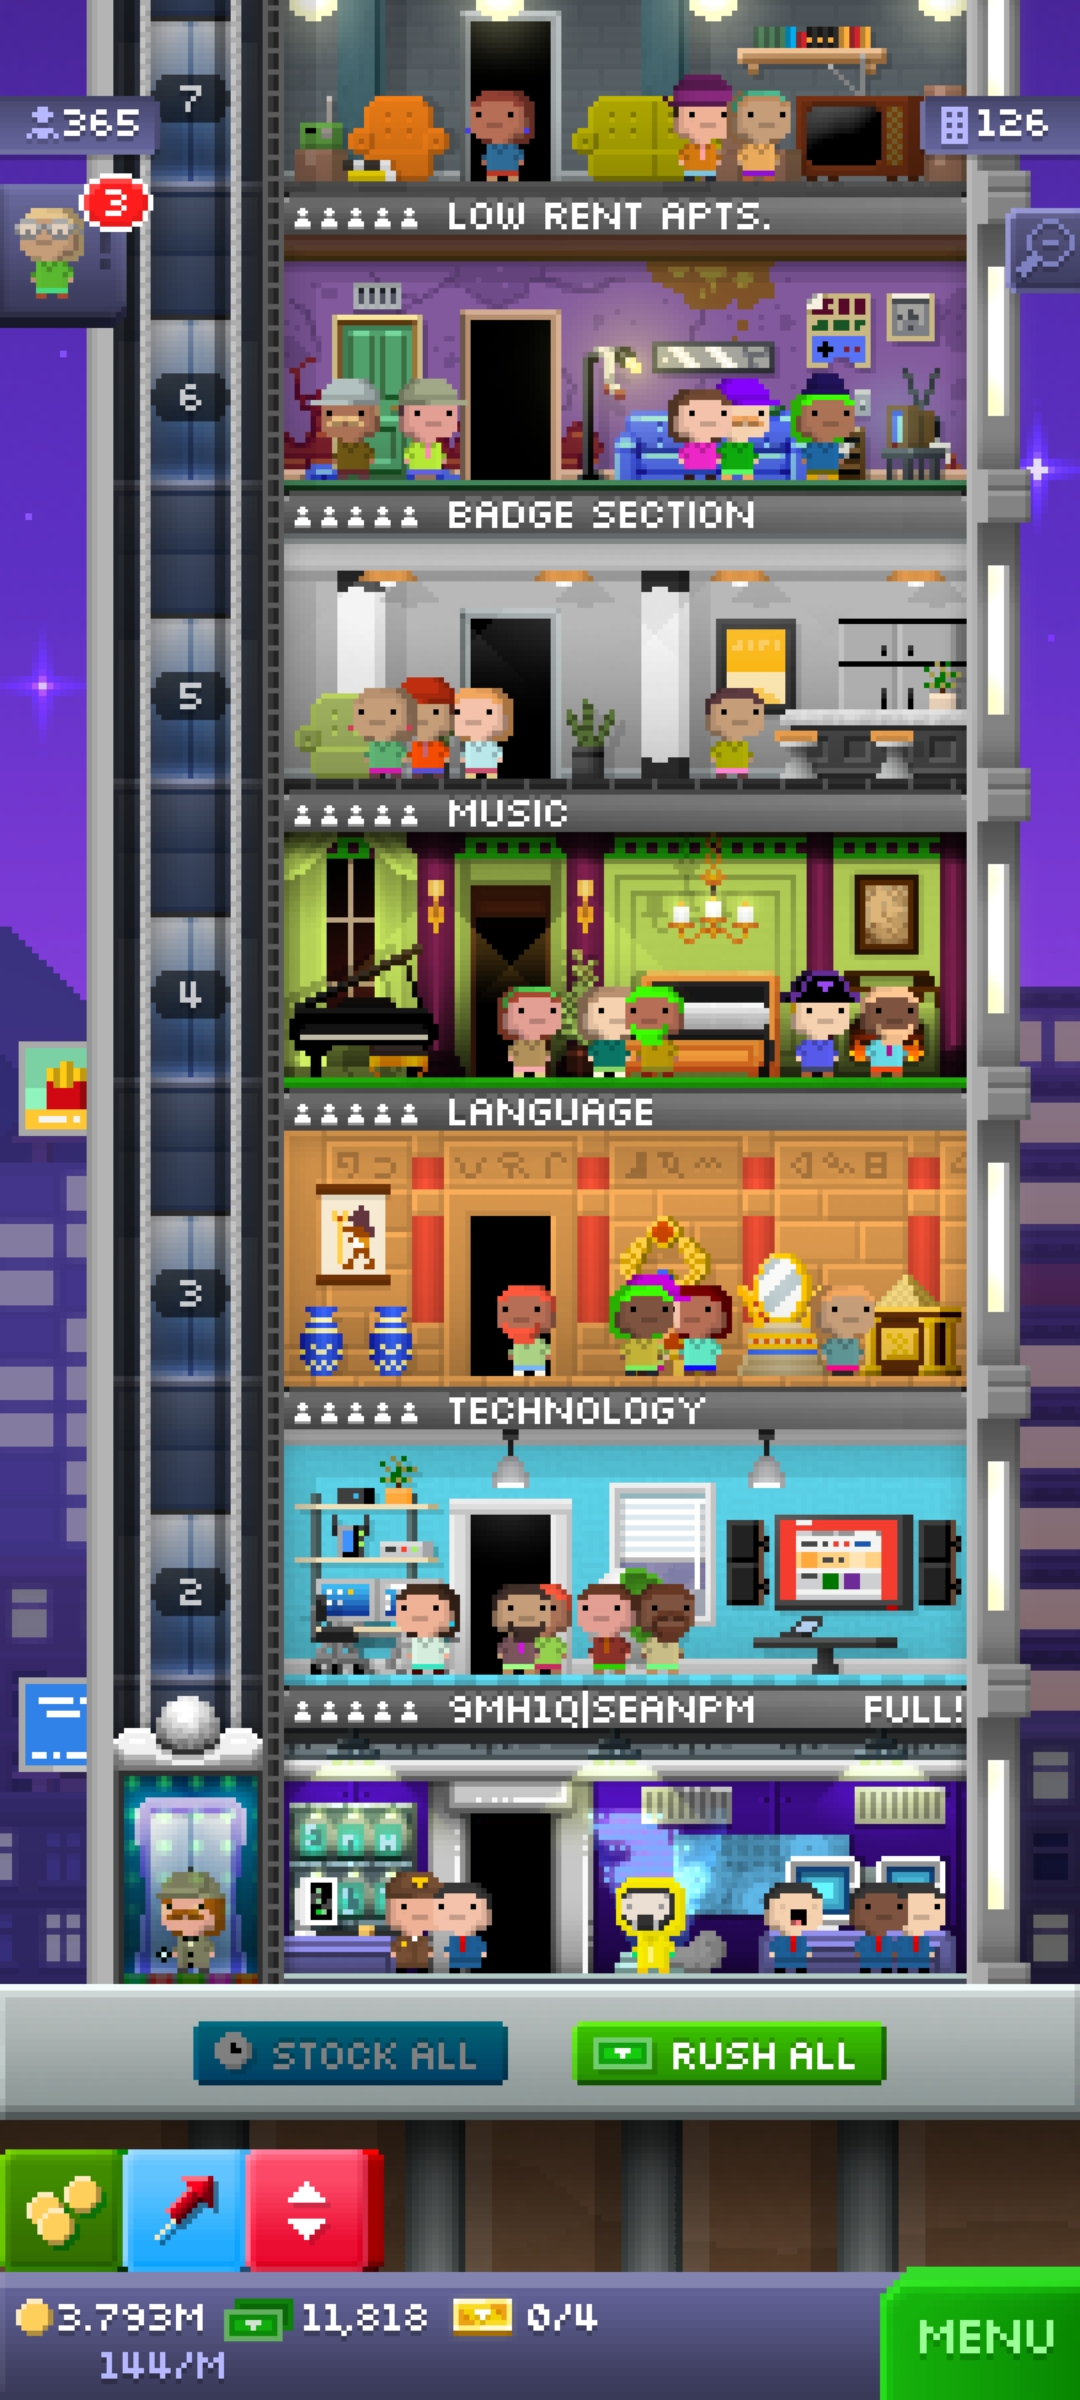 7
365
126
3
LOW RENT APTS.
6
BADGE SECTION
5
MUSIC
4
LANGUAGE
3
TECHNOLOGY
2
9MH1Q|SEANPM FULL!
STOCK ALL
RUSH ALL
3.793M 11,818 0/4
144/M
MENU